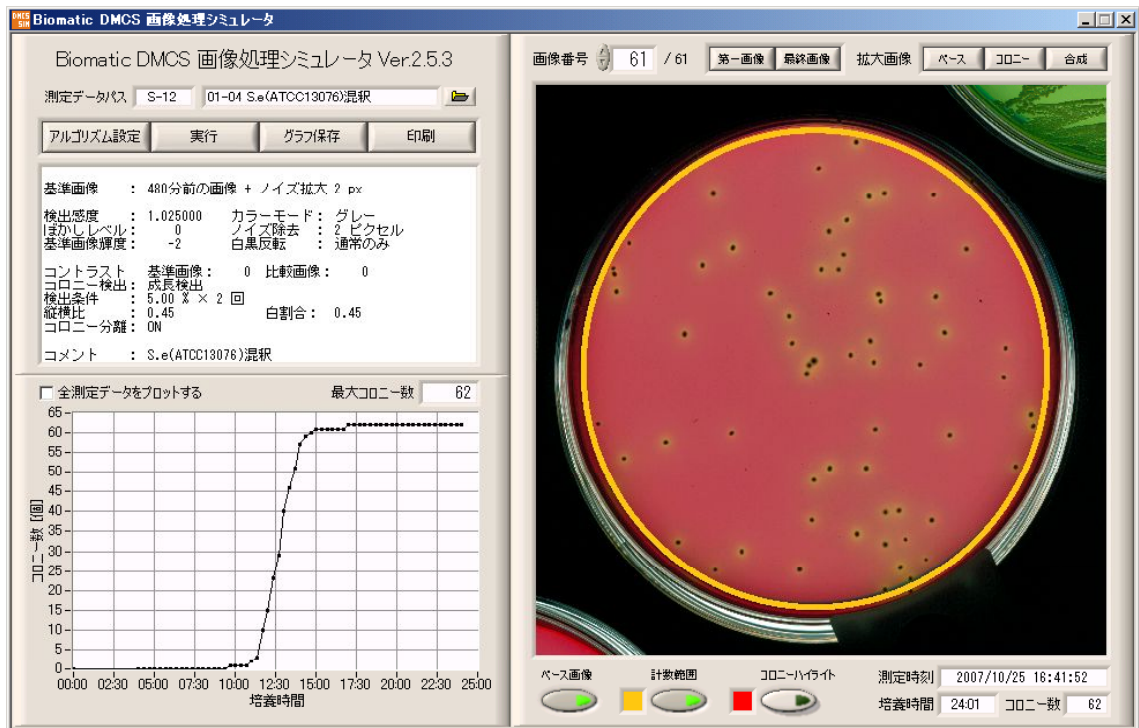 DMCS SIM Biomatic DMCS 画像処理シミュレータ
Biomatic DMCS 画像処理シミュレータ Ver.2.5.3
測定データパス S-12 01-04 S.e(ATCC13076)混釈
アルゴリズム設定 実行 グラフ保存 印刷
基準画像 : 480分前の画像 + ノイズ拡大 2 px
検出感度 : 1.025000 カラーモード : グレー
ぼかしレベル : 0 ノイズ除去 : 2 ピクセル
基準画像輝度 : -2 白黒反転 : 通常のみ
コントラスト 基準画像 : 0 比較画像 : 0
コロニー検出 : 成長検出
検出条件 : 5.00 % × 2 回
縦横比 : 0.45 白割合 : 0.45
コロニー分離 : ON
コメント : S.e(ATCC13076)混釈
全測定データをプロットする 最大コロニー数 62
65
60
55
50
45
40
35
30
25
20
15
10
5
0
コロニー数 [個]
00:00 02:30 05:00 07:30 10:00 12:30 15:00 17:30 20:00 22:30 25:00
培養時間
画像番号 61 / 61 第一画像 最終画像 拡大画像 ベース コロニー 合成
ベース画像 計数範囲 コロニーハイライト
測定時刻 2007/10/25 16:41:52
培養時間 24:01 コロニー数 62